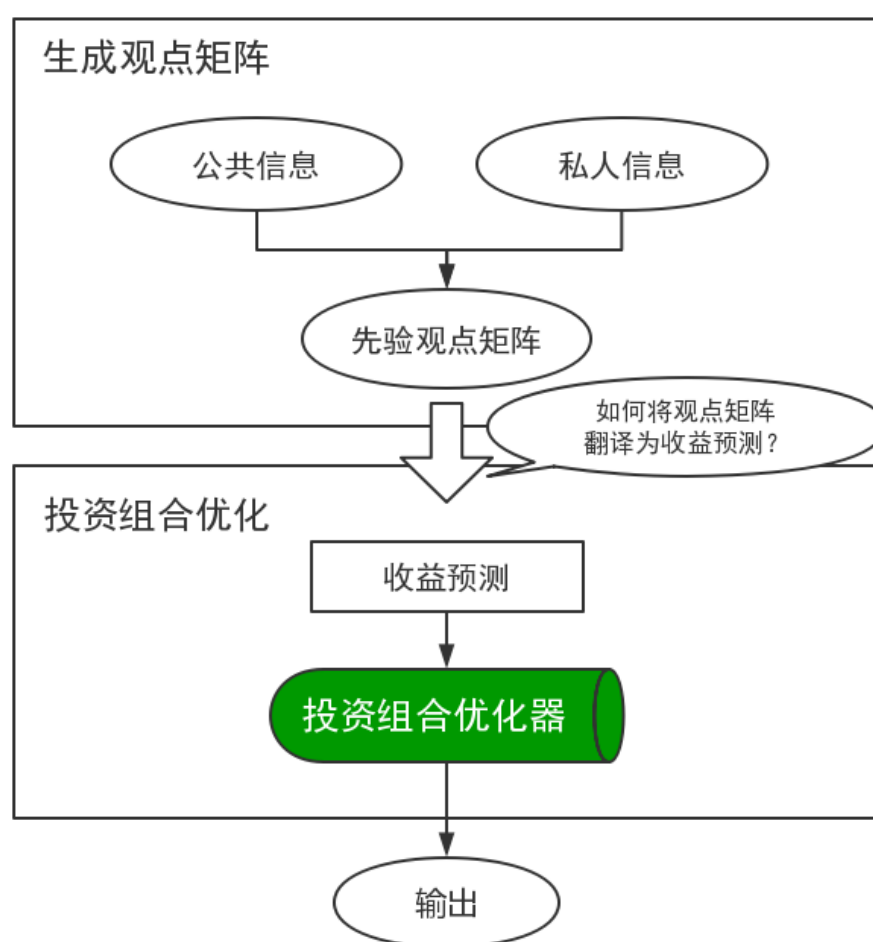 生成观点矩阵
公共信息
私人信息
先验观点矩阵
如何将观点矩阵
翻译为收益预测？
投资组合优化
收益预测
投资组合优化器
输出